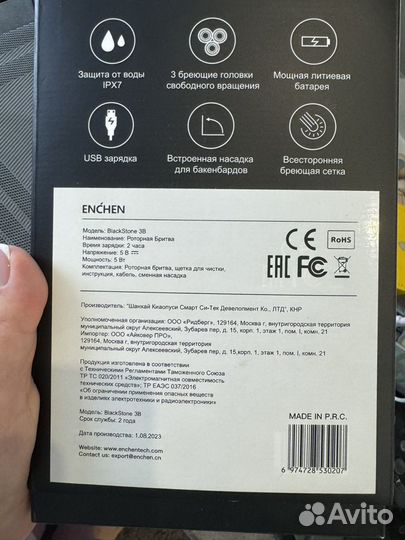 Защита от воды
IPX7
3 бреющие головки
свободного вращения
Мощная литиевая
батарея
USB зарядка
Встроенная насадка
для бакенбардов
Всесторонняя
бреющая сетка
ENCHEN
Модель: BlackStone 3B
Наименование: Роторная Бритва
Время зарядки: 2 часа
Напряжение: 5 В
Мощность: 5 Вт
Комплектация: Роторная бритва, щетка для чистки,
инструкция, кабель, сменная насадка
CE
RoHS
EAC FC
Производитель: "Шанхай Киаопуси Смарт Си-Тек Девелопмент Ко., ЛТД", КНР
Уполномоченная организация: ООО «Ридберг», 129164, Москва г, внутригородская территория
муниципальный округ Алексеевский, Зубарев пер, д. 15, корп. 1, этаж 1, пом. I, комн. 21
Импортер: ООО «Айковер ПРО»,
129164, Москва г, внутригородская территория
муниципальный округ Алексеевский, Зубарев пер, д. 15,корп. 1, этаж 1, пом. I, комн. 21
Продукция изготовлена в соответствии
с Техническими Регламентами Таможенного Союза
ТР ТС 020/2011 «Электромагнитная совместимость
технических средств»; ТР ЕАЭС 037/2016
«Об ограничении применения опасных веществ
в изделиях электротехники и радиоэлектроники»
Модель: BlackStone 3B
Срок службы: 2 года
MADE IN P.R.C.
Дата производства: 1.08.2023
Website: www.enchentech.com
Contact us: export@enchen.cn
6 974728 530207
Avito